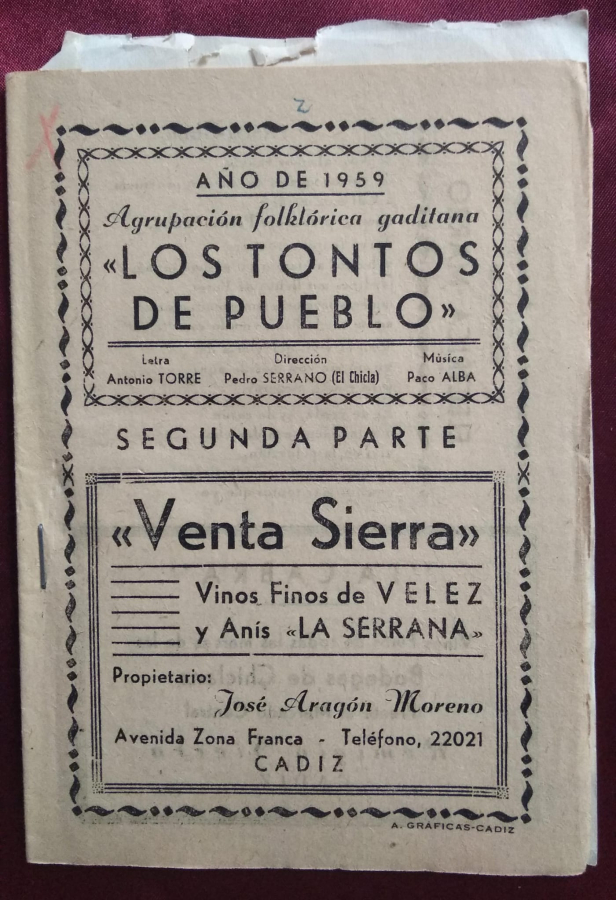 2
AÑO DE 1959
Agrupación folklórica gaditana
«LOS TONTOS
DE PUEBLO»
Letra Dirección Música
Antonio TORRE Pedro SERRANO (El Chicla) Paco ALBA
SEGUNDA PARTE
«Venta Sierra»
Vinos Finos de VELEZ
y Anís «LA SERRANA»
Propietario:
José Aragón Moreno
Avenida Zona Franca - Teléfono, 22021
CADIZ
A. GRÁFICAS-CADIZ